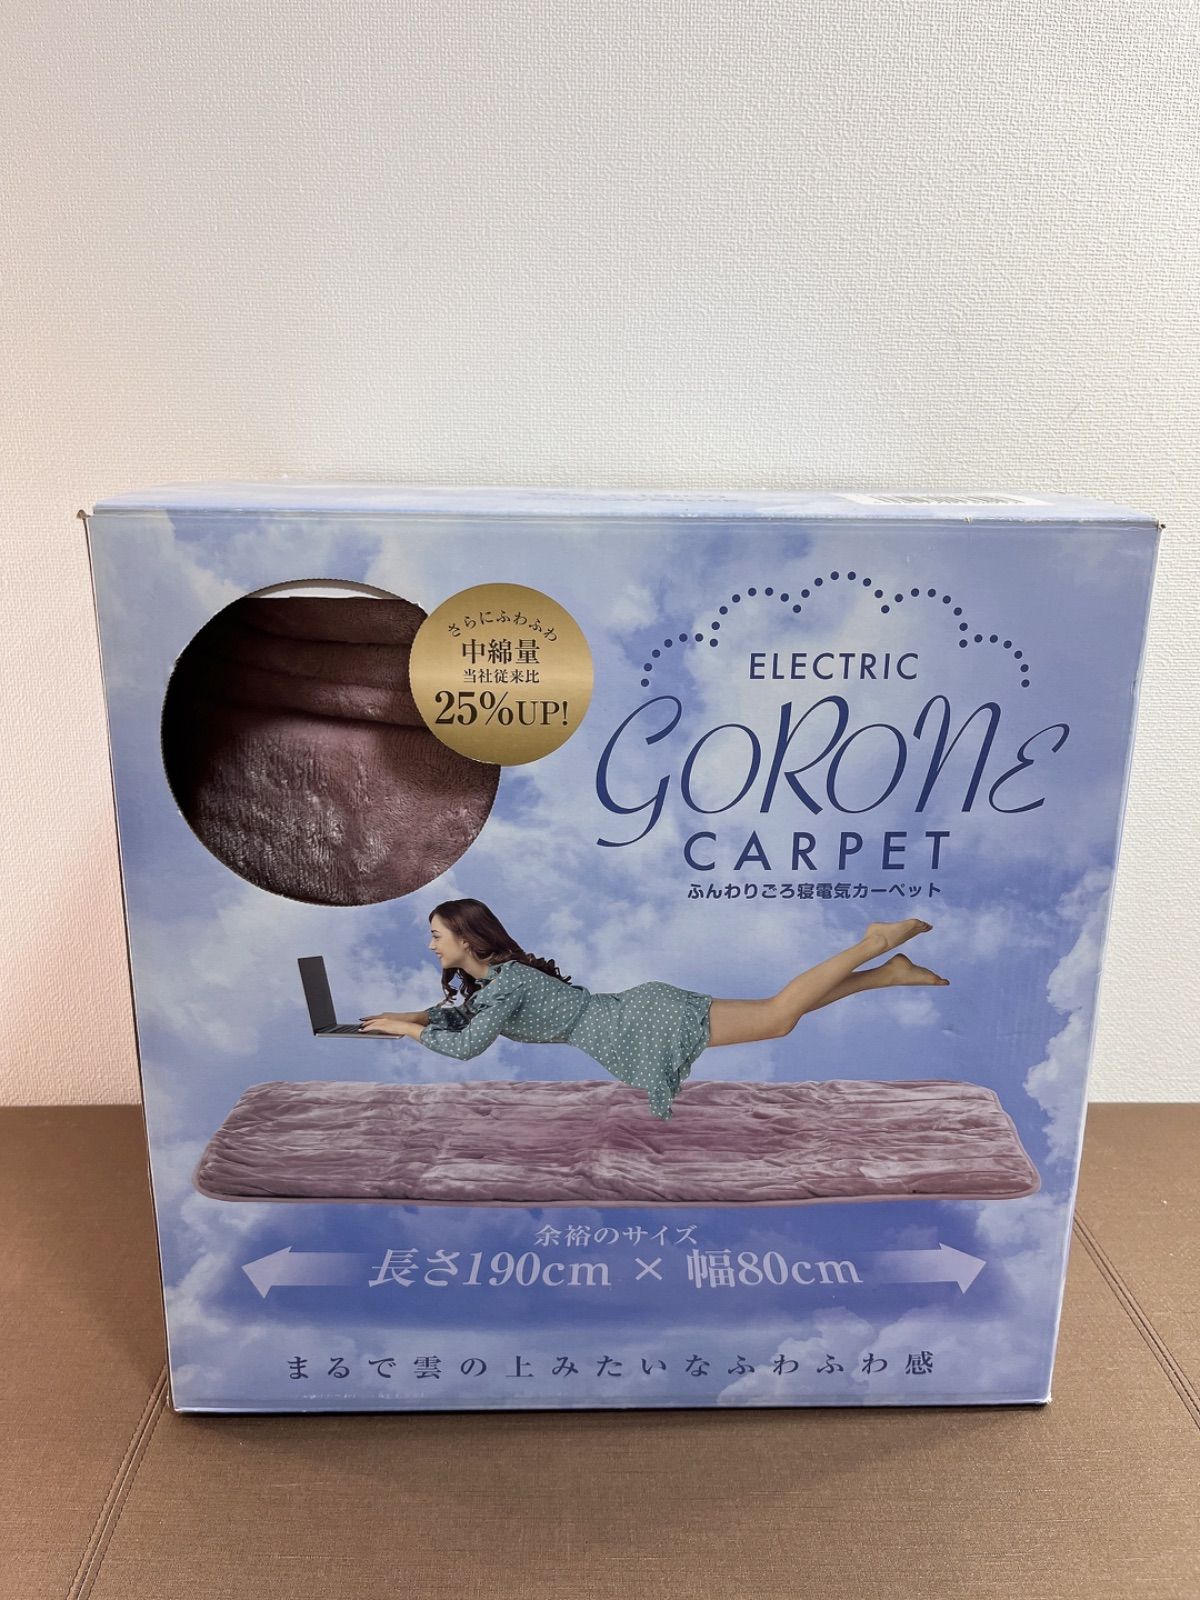 さらにふわふわ
中綿量
当社従来比
25%UP!
ELECTRIC
GORONE
CARPET
ふんわりごろ寝電気カーペット
余裕のサイズ
長さ190cm × 幅80cm
まるで雲の上みたいなふわふわ感